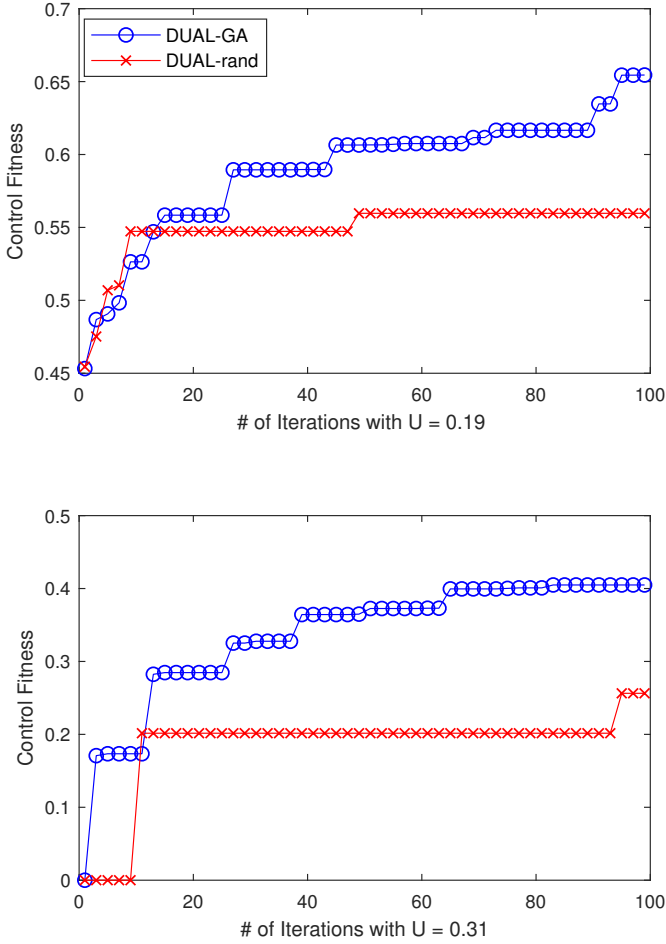 0.7
DUAL-GA
DUAL-rand
0.65
0.6
0.55
0.5
0.45
Control Fitness
0 20 40 60 80 100
# of Iterations with U = 0.19
0.5
0.4
0.3
0.2
0.1
0
Control Fitness
0 20 40 60 80 100
# of Iterations with U = 0.31